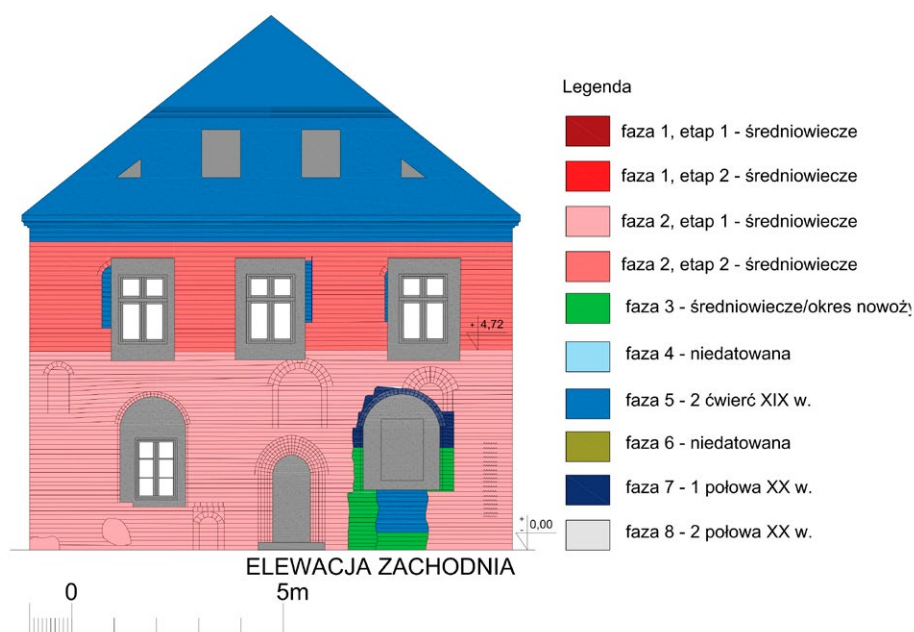 Legenda
faza 1, etap 1 - średniowiecze
faza 1, etap 2 - średniowiecze
faza 2, etap 1 - średniowiecze
faza 2, etap 2 - średniowiecze
faza 3 - średniowiecze/okres nowoży
faza 4 - niedatowana
faza 5 - 2 ćwierć XIX w.
faza 6 - niedatowana
faza 7 - 1 połowa XX w.
faza 8 - 2 połowa XX w.
+ 4,72
+
- 0,00
ELEWACJA ZACHODNIA
0 5m